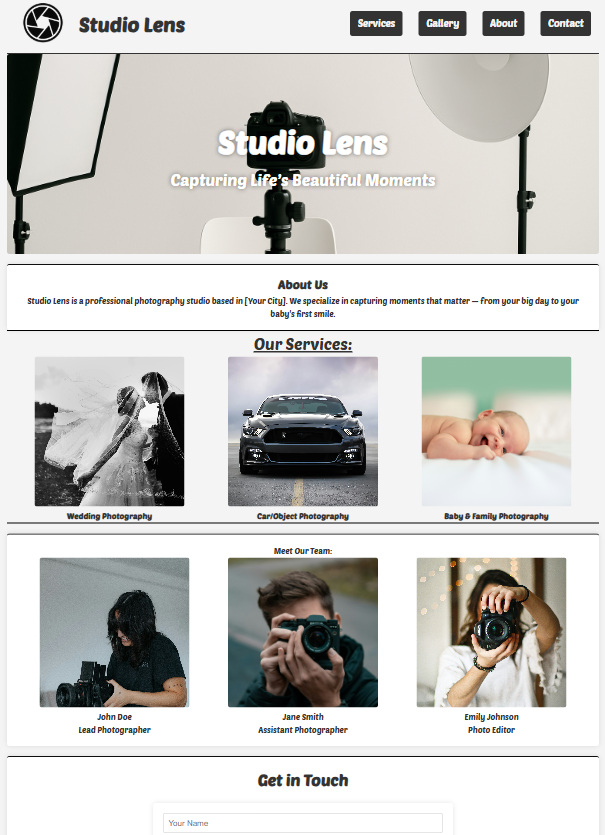 Studio Lens
Services
Gallery
About
Contact
Studio Lens
Capturing Life's Beautiful Moments
About Us
Studio Lens is a professional photography studio based in [Your City]. We specialize in capturing moments that matter — from your big day to your
baby's first smile.
Our Services:
Wedding Photography
Car/Object Photography
Baby & Family Photography
Meet Our Team:
John Doe
Lead Photographer
Jane Smith
Assistant Photographer
Emily Johnson
Photo Editor
Get in Touch
Your Name